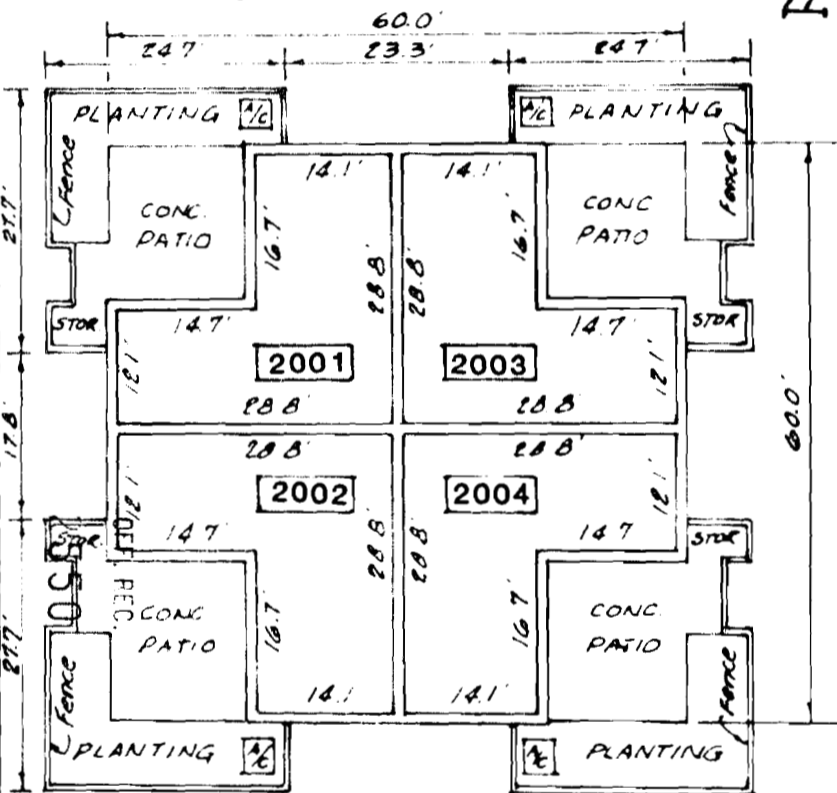 60.0'
24.7' 23.3' 24.7'
PLANTING A/C A/C PLANTING
Fence Fence
27.7'
CONC. PATIO
CONC PATIO
14.1' 14.1'
16.7' 28.8' 28.8' 16.7'
STOR STOR
14.7' 14.7'
12.1' 2001 2003 12.1'
28.8' 28.8'
17.8' 60.0'
28.8' 28.8'
12.1' 2002 2004 12.1'
STOR. 14.7' 14.7 STOR
OFF. REC.
28.8' 28.8'
CONC PATIO
CONC. PATIO
16.7' 16.7'
27.7'
14.1 14.1'
Fence Fence
PLANTING A/C A/C PLANTING